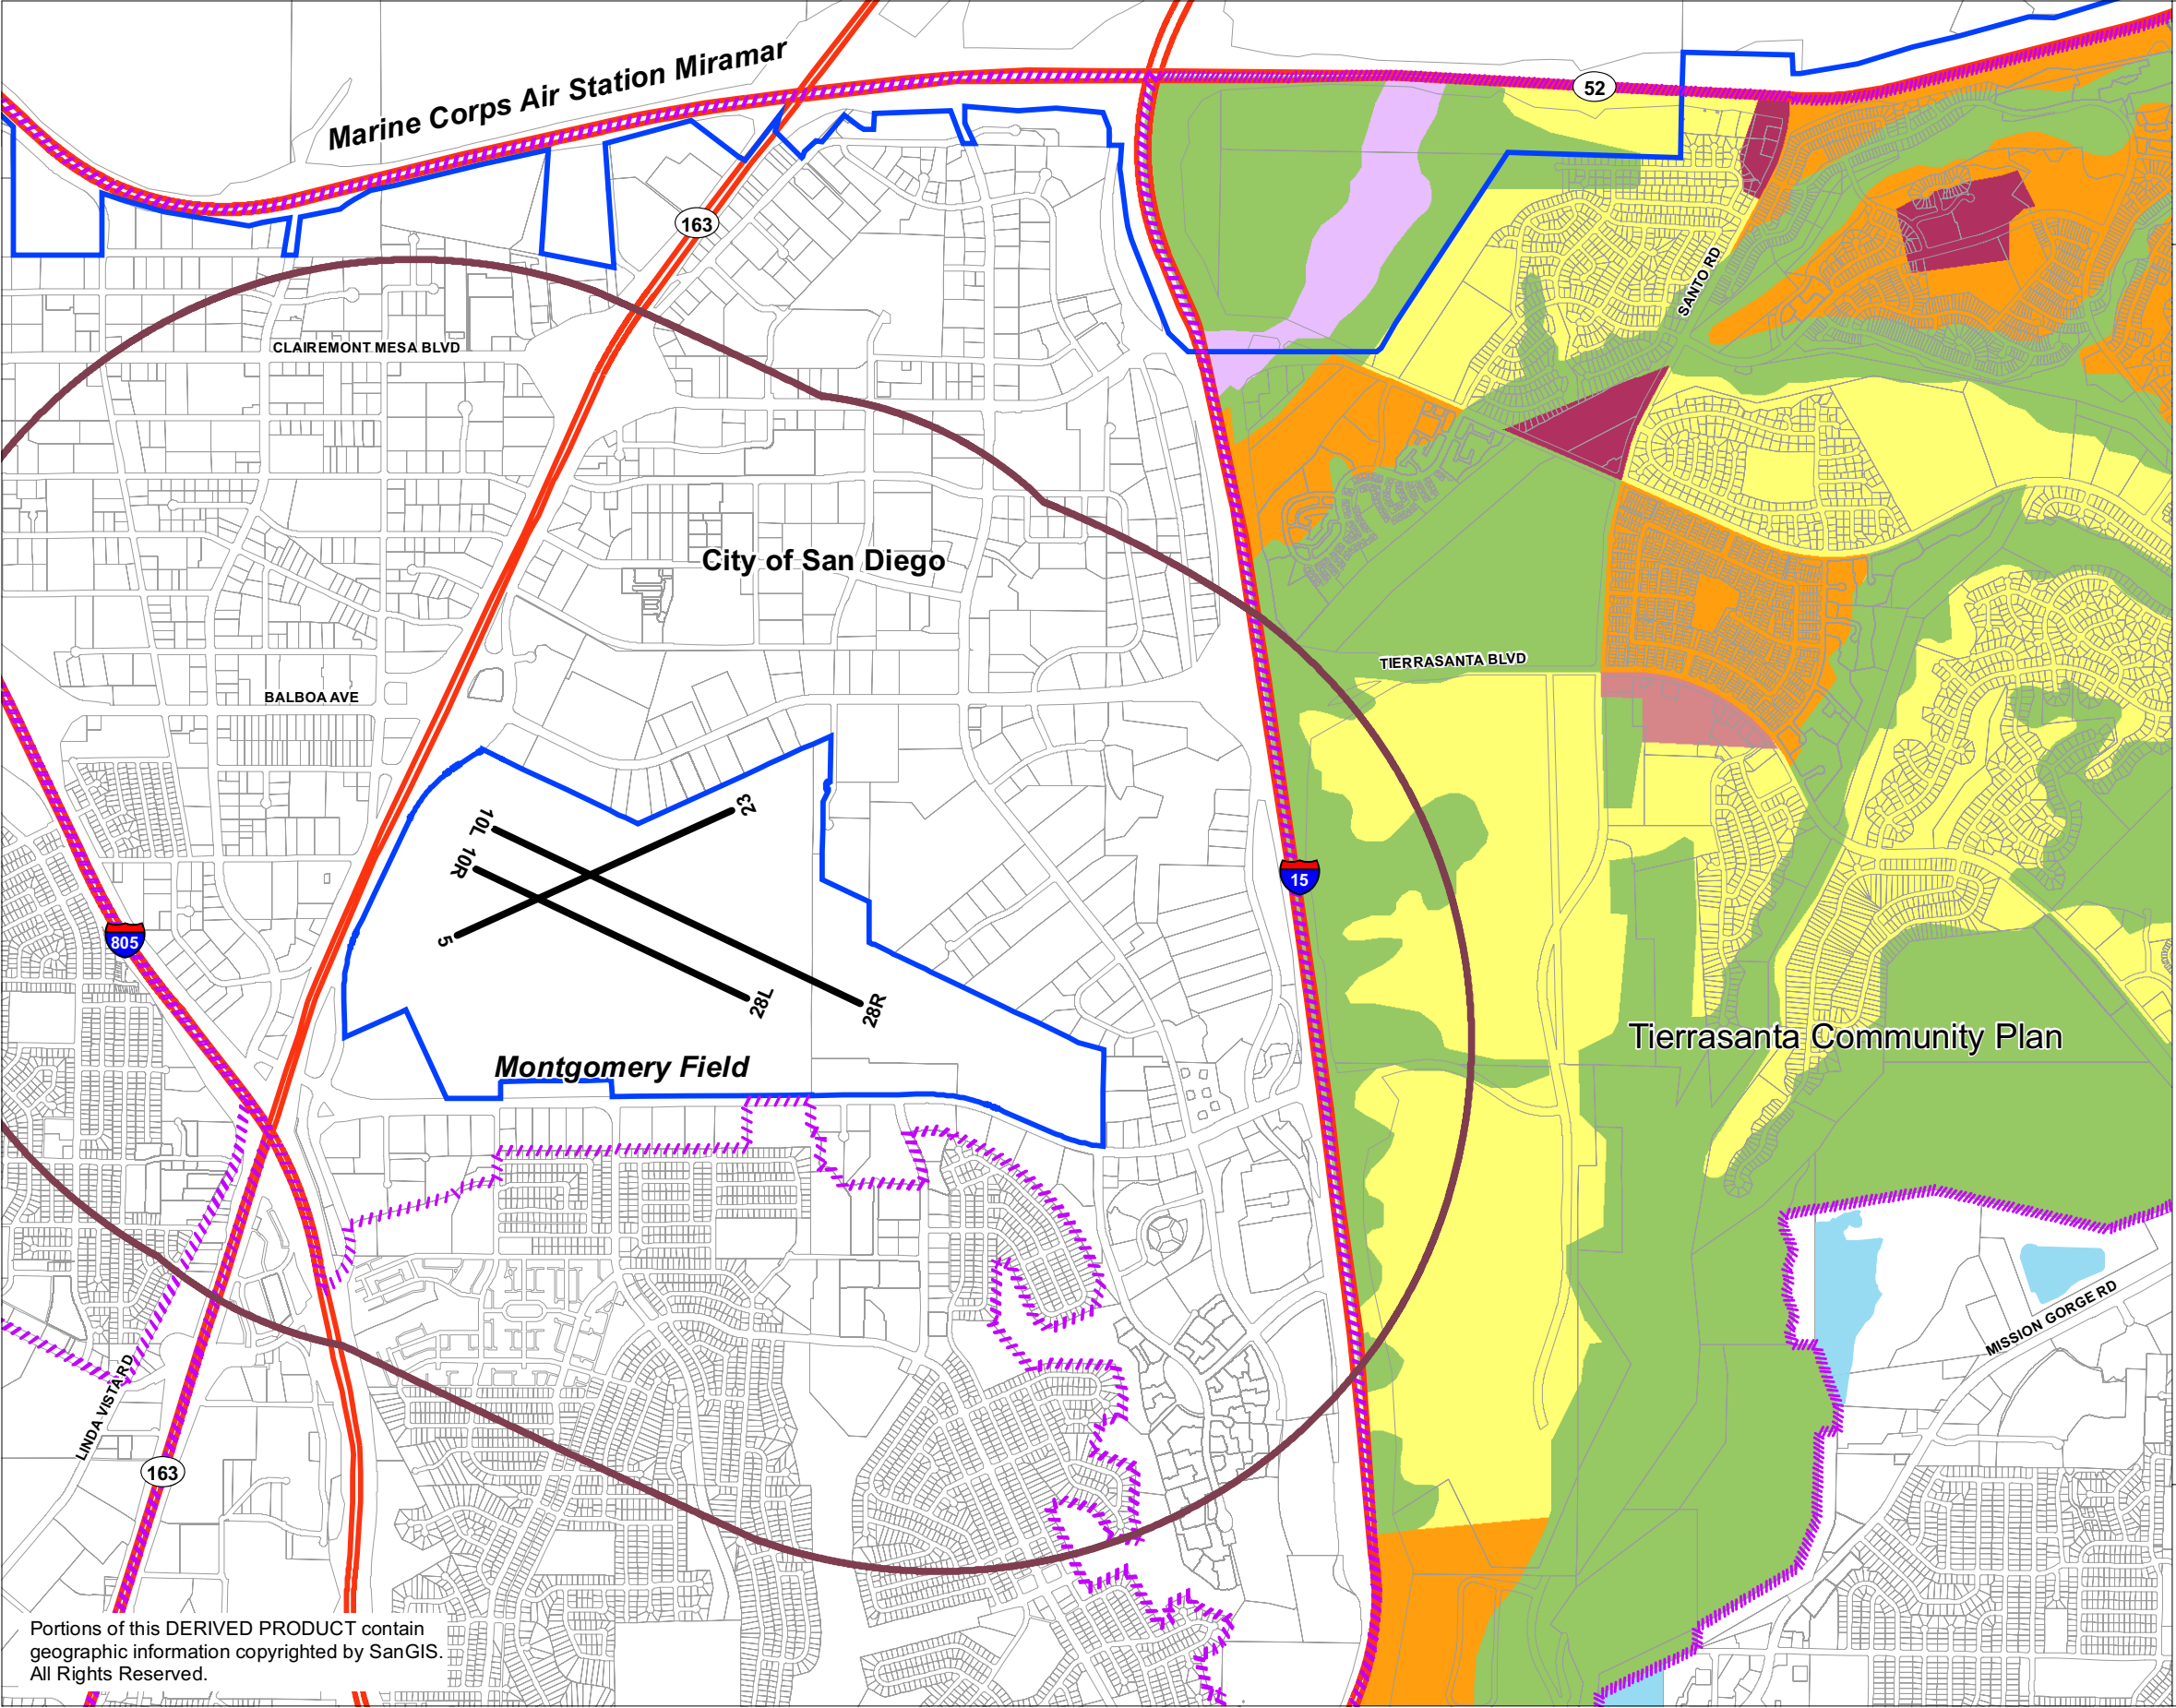 Marine Corps Air Station Miramar
52
163
SANTO RD
CLAIREMONT MESA BLVD
City of San Diego
TIERRASANTA BLVD
BALBOA AVE
23
10L
10R
15
805
5
28L
28R
Tierrasanta Community Plan
Montgomery Field
MISSION GORGE RD
LINDA VISTA RD
163
Portions of this DERIVED PRODUCT contain
geographic information copyrighted by SanGIS.
All Rights Reserved.